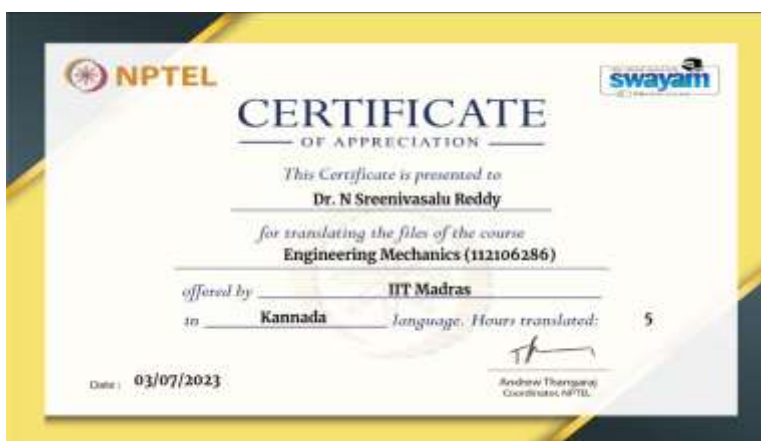 NPTEL
swayam
CERTIFICATE
OF APPRECIATION
This Certificate is presented to
Dr. N Sreenivasalu Reddy
for translating the files of the course
Engineering Mechanics (112106286)
offered by IIT Madras
in Kannada language. Hours translated: 5
Date : 03/07/2023
Andrew Thangaraj
Coordinator, NPTEL